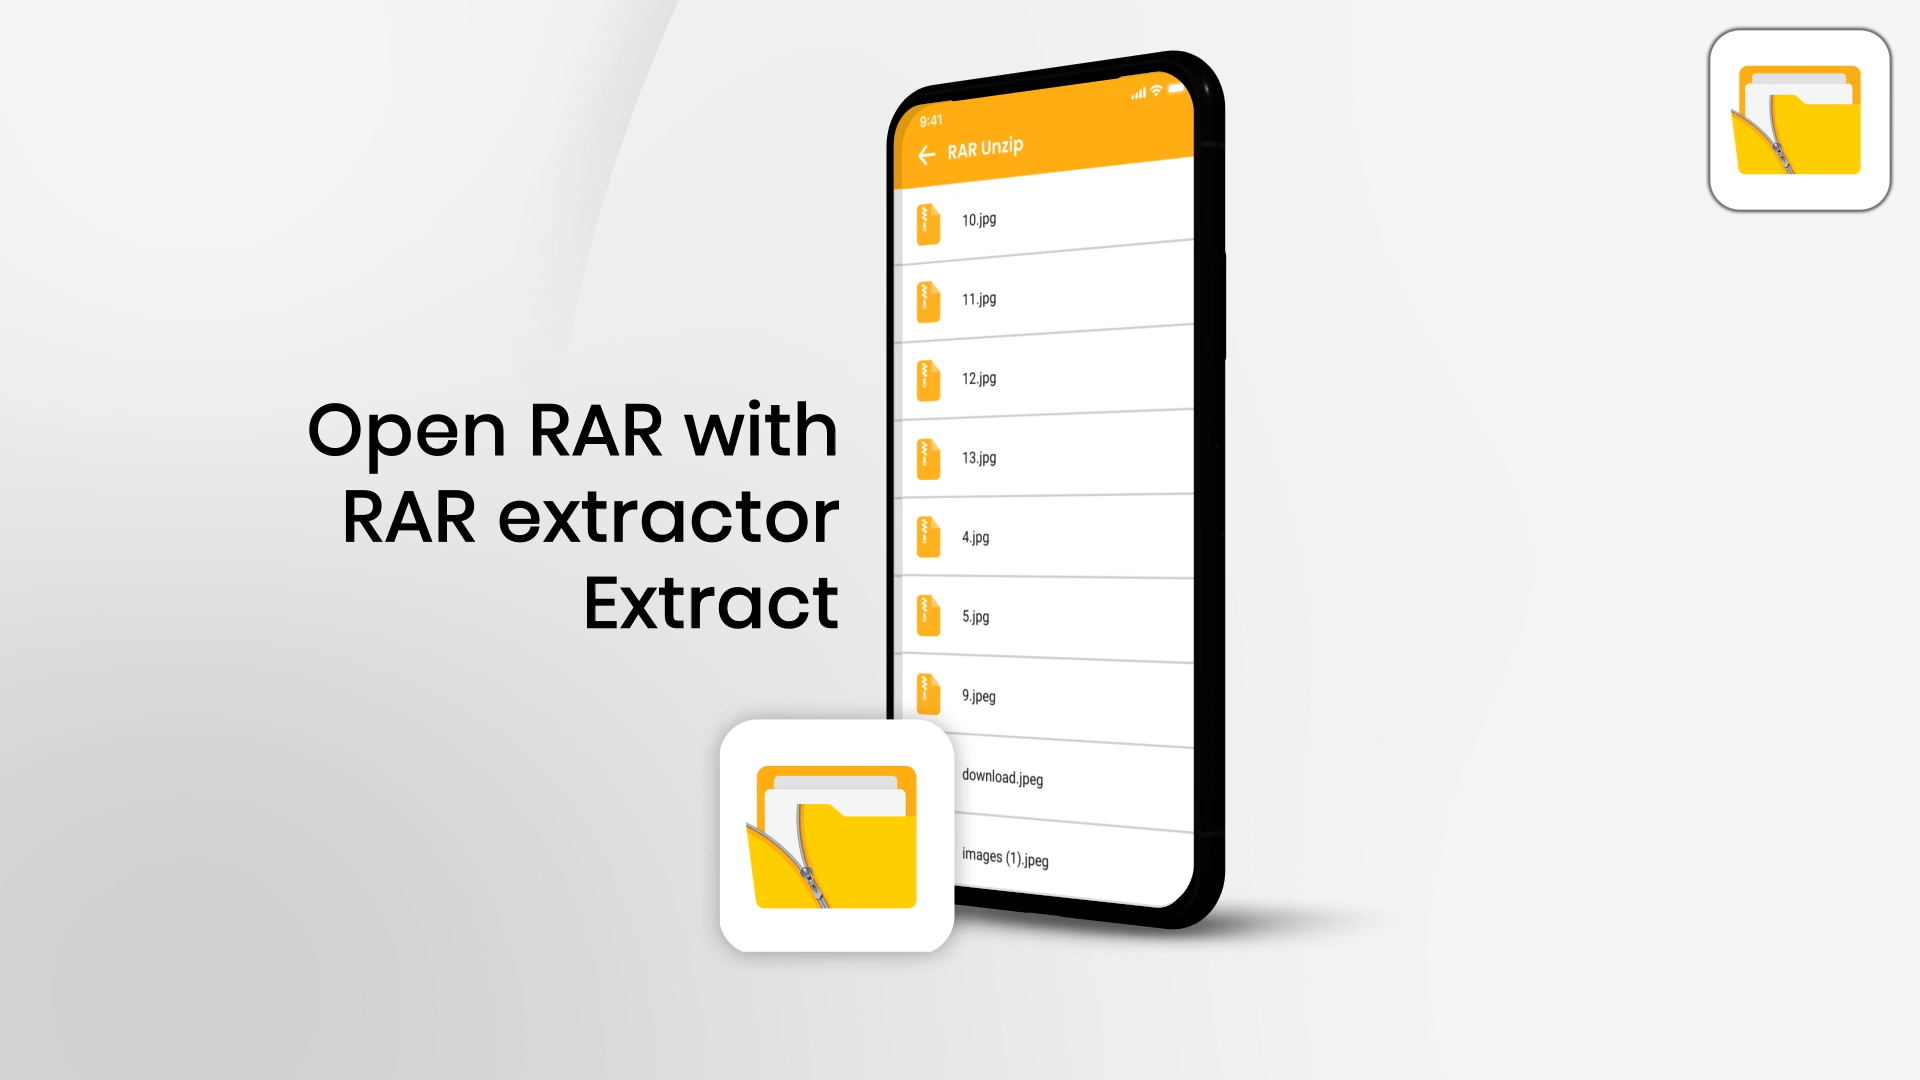 Open RAR with
RAR extractor
Extract
9:41
RAR Unzip
10.jpg
11.jpg
12.jpg
13.jpg
4.jpg
5.jpg
9.jpeg
download.jpeg
images (1).jpeg